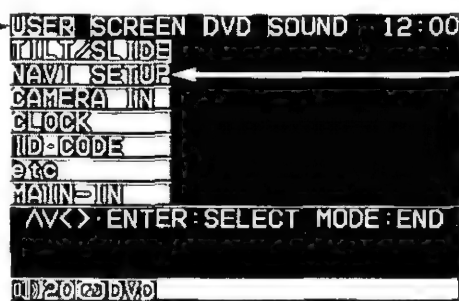 USER SCREEN DVD SOUND 12:00
TILT/SLIDE
NAVI SETUP
CAMERA IN
CLOCK
ID-CODE
etc
MAIN-IN
ΛV<>·ENTER:SELECT MODE:END